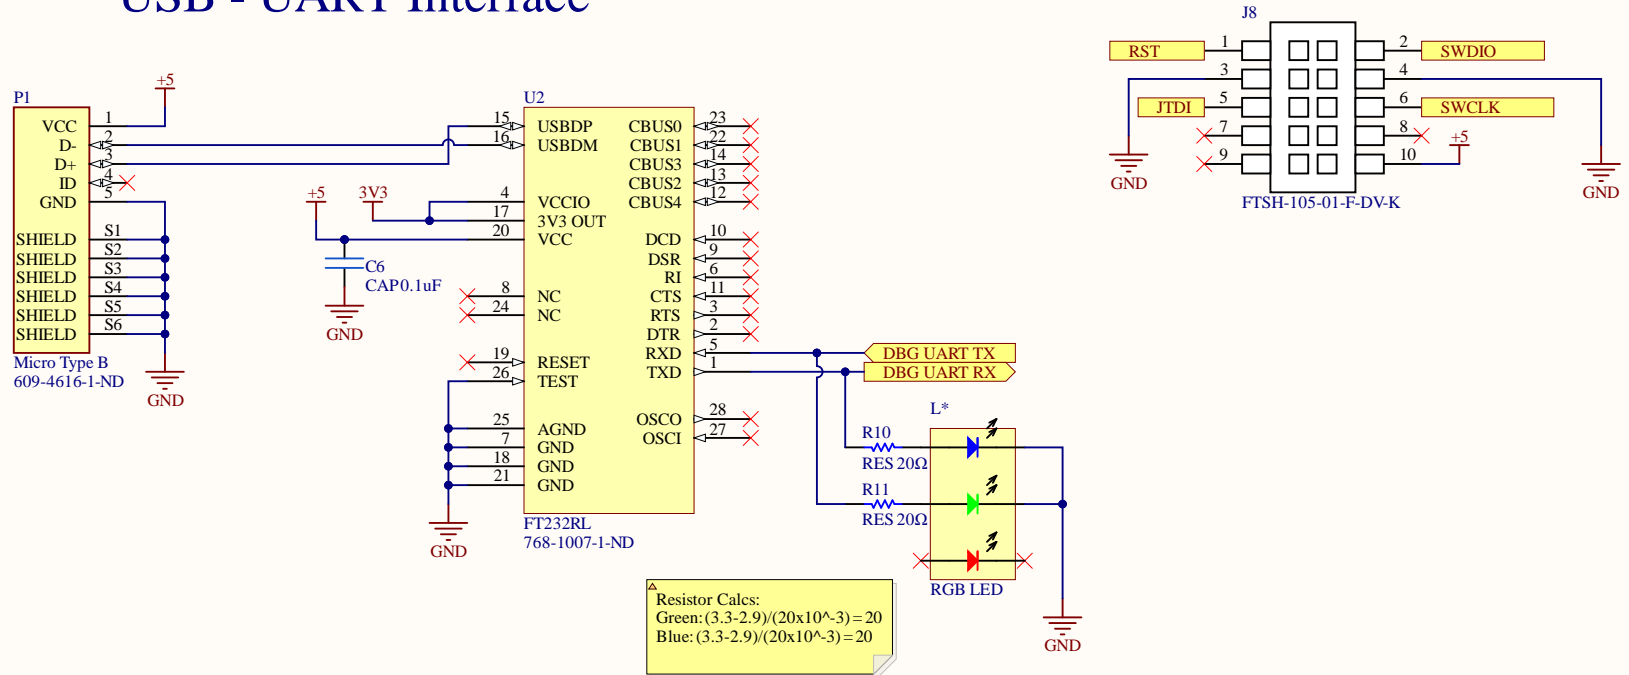 USB - UART Interface
J8
RST 1 2 SWDIO
3 4
JTDI 5 6 SWCLK
7 8
+5
9 10
GND
GND
FTSH-105-01-F-DV-K
+5
P1
VCC 1
D- 2
D+ 3
ID 4
GND 5
SHIELD S1
SHIELD S2
SHIELD S3
SHIELD S4
SHIELD S5
SHIELD S6
Micro Type B
609-4616-1-ND
GND
+5
3V3
C6
CAP0.1uF
GND
U2
15 USBDP CBUS0 23
16 USBDM CBUS1 22
CBUS3 14
CBUS2 13
4 VCCIO CBUS4 12
17 3V3 OUT
20 VCC DCD 10
DSR 9
RI 6
8 NC CTS 11
24 NC RTS 3
DTR 2
19 RESET RXD 5
26 TEST TXD 1
25 AGND OSCO 28
7 GND OSCI 27
18 GND
21 GND
FT232RL
768-1007-1-ND
GND
DBG UART TX
DBG UART RX
L*
R10
RES 20Ω
R11
RES 20Ω
RGB LED
GND
Resistor Calcs:
Green: (3.3-2.9)/(20x10^-3) = 20
Blue: (3.3-2.9)/(20x10^-3) = 20